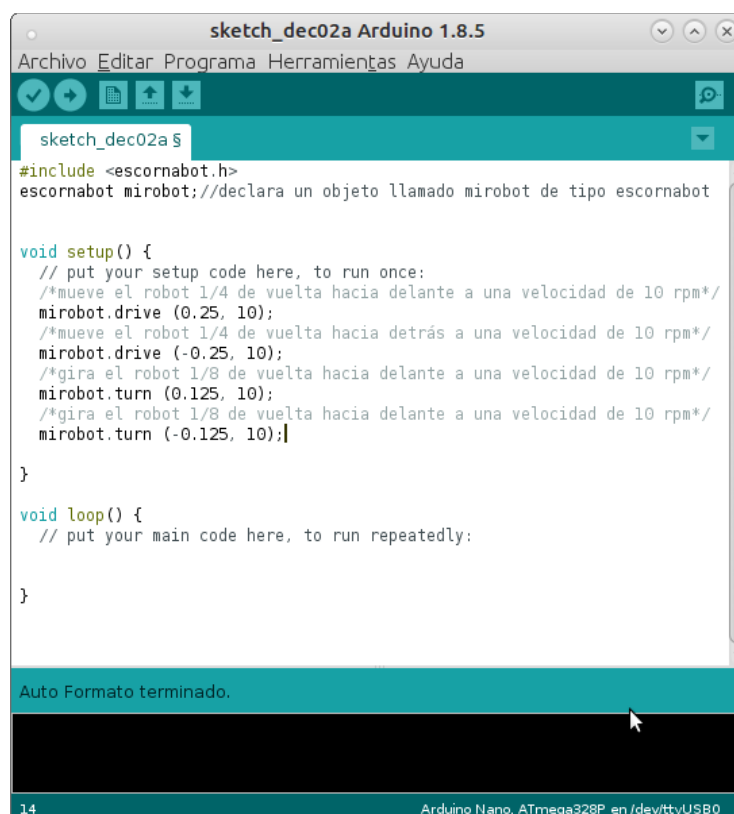 sketch_dec02a Arduino 1.8.5
Archivo Editar Programa Herramientas Ayuda
sketch_dec02a §
#include <escornabot.h>
escornabot mirobot;//declara un objeto llamado mirobot de tipo escornabot
void setup() {
// put your setup code here, to run once:
/*mueve el robot 1/4 de vuelta hacia delante a una velocidad de 10 rpm*/
mirobot.drive (0.25, 10);
/*mueve el robot 1/4 de vuelta hacia detrás a una velocidad de 10 rpm*/
mirobot.drive (-0.25, 10);
/*gira el robot 1/8 de vuelta hacia delante a una velocidad de 10 rpm*/
mirobot.turn (0.125, 10);
/*gira el robot 1/8 de vuelta hacia delante a una velocidad de 10 rpm*/
mirobot.turn (-0.125, 10);
}
void loop() {
// put your main code here, to run repeatedly:
}
Auto Formato terminado.
14 Arduino Nano, ATmega328P en /dev/ttyUSB0